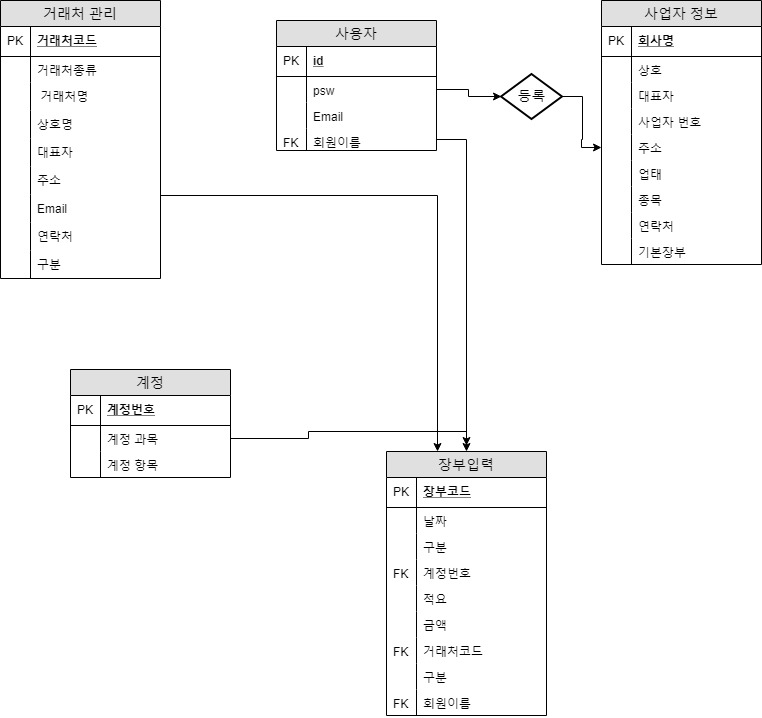 거래처 관리
PK 거래처코드
거래처종류
거래처명
상호명
대표자
주소
Email
연락처
구분
사용자
PK id
psw
Email
FK 회원이름
등록
사업자 정보
PK 회사명
상호
대표자
사업자 번호
주소
업태
종목
연락처
기본장부
계정
PK 계정번호
계정 과목
계정 항목
장부입력
PK 장부코드
날짜
구분
FK 계정번호
적요
금액
FK 거래처코드
구분
FK 회원이름